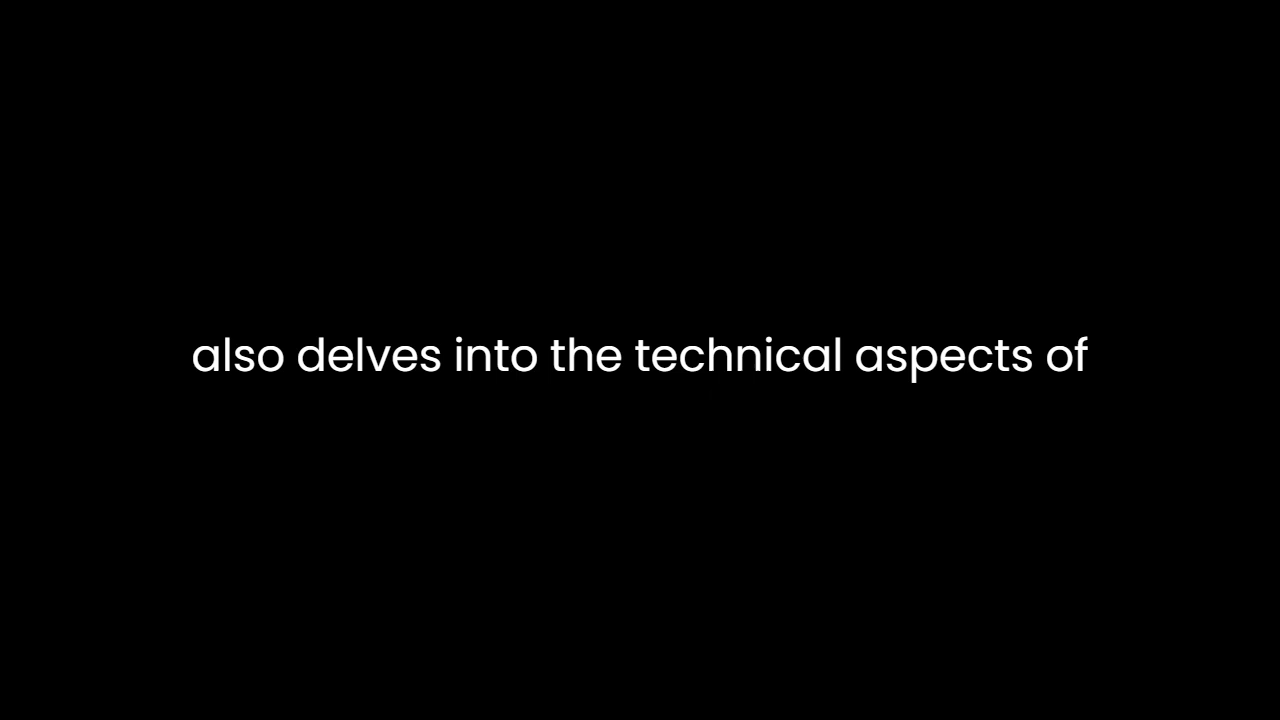 also delves into the technical aspects of